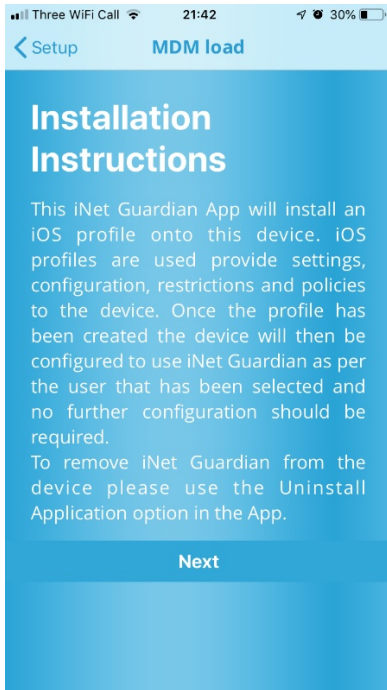 Three WiFi Call 21:42 30%
Setup MDM load
Installation
Instructions
This iNet Guardian App will install an
iOS profile onto this device. iOS
profiles are used provide settings,
configuration, restrictions and policies
to the device. Once the profile has
been created the device will then be
configured to use iNet Guardian as per
the user that has been selected and
no further configuration should be
required.
To remove iNet Guardian from the
device please use the Uninstall
Application option in the App.
Next